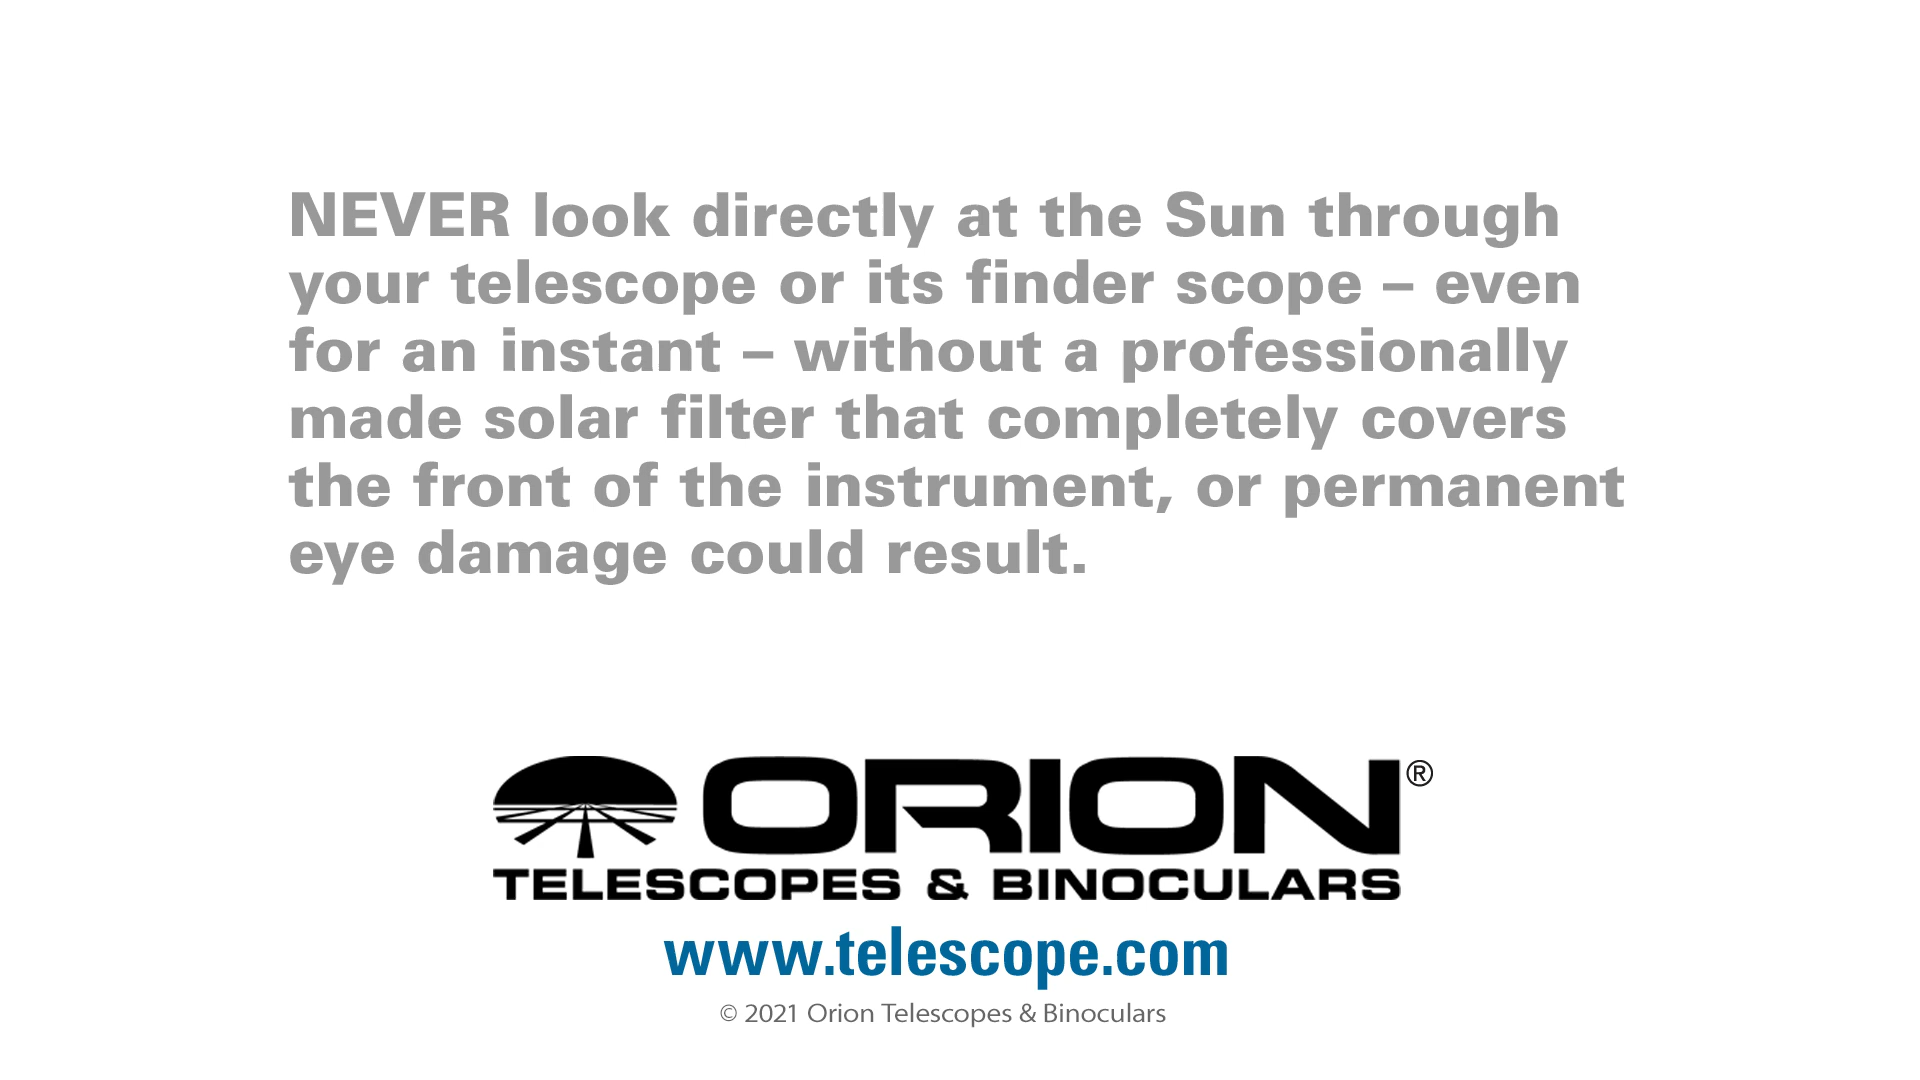 NEVER look directly at the Sun through
your telescope or its finder scope – even
for an instant – without a professionally
made solar filter that completely covers
the front of the instrument, or permanent
eye damage could result.
ORION®
TELESCOPES & BINOCULARS
www.telescope.com
© 2021 Orion Telescopes & Binoculars